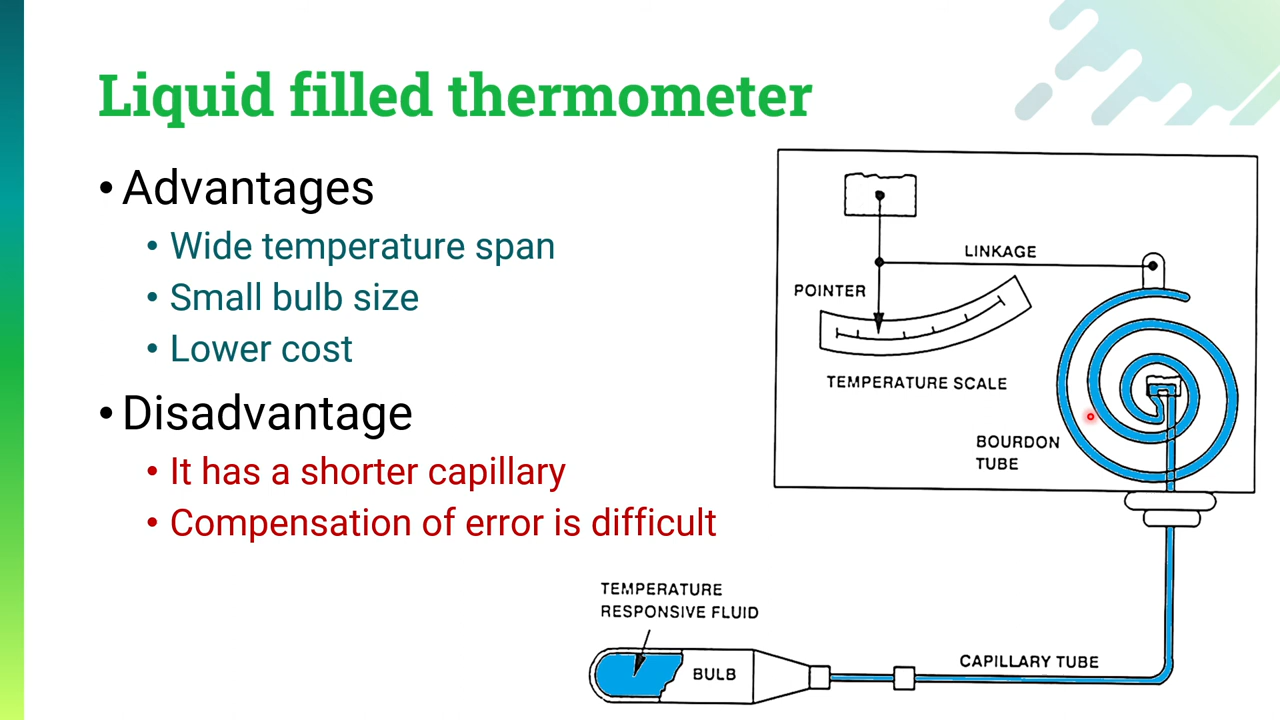 Liquid filled thermometer
• Advantages
• Wide temperature span
• Small bulb size
• Lower cost
• Disadvantage
• It has a shorter capillary
• Compensation of error is difficult
LINKAGE
POINTER
TEMPERATURE SCALE
BOURDON
TUBE
TEMPERATURE
RESPONSIVE FLUID
BULB
CAPILLARY TUBE